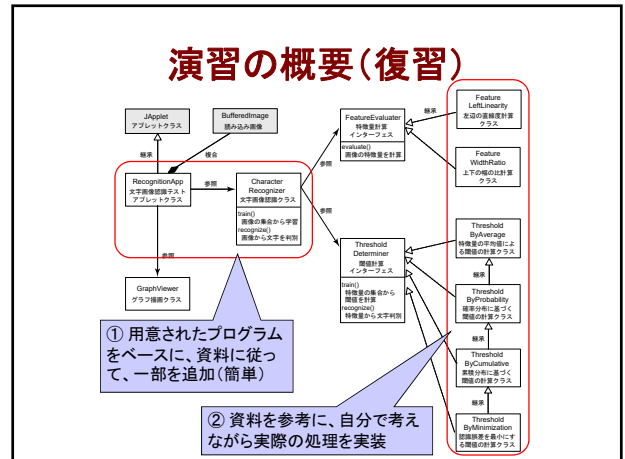 演習の概要(復習)
JApplet
アプレットクラス
BufferedImage
読み込み画像
継承
複合
RecognitionApp
文字画像認識テスト
アプレットクラス
参照
Character
Recognizer
文字画像認識クラス
train()
画像の集合から学習
recognize()
画像から文字を判別
参照
GraphViewer
グラフ描画クラス
参照
参照
FeatureEvaluater
特徴量計算
インターフェース
evaluate()
画像の特徴量を計算
Threshold
Determiner
閾値計算
インターフェース
train()
特徴量の集合から
閾値を計算
recognize()
特徴量から文字判別
継承
Feature
LeftLinearity
左辺の直線度計算
クラス
Feature
WidthRatio
上下の幅の比計算
クラス
Threshold
ByAverage
特徴量の平均値によ
る閾値の計算クラス
継承
Threshold
ByProbability
確率分布に基づく
閾値の計算クラス
継承
Threshold
ByCumulative
累積分布に基づく
閾値の計算クラス
継承
Threshold
ByMinimization
認識誤差を最小にす
る閾値の計算クラス
① 用意されたプログラム
をベースに、資料に従っ
て、一部を追加(簡単)
② 資料を参考に、自分で考え
ながら実際の処理を実装